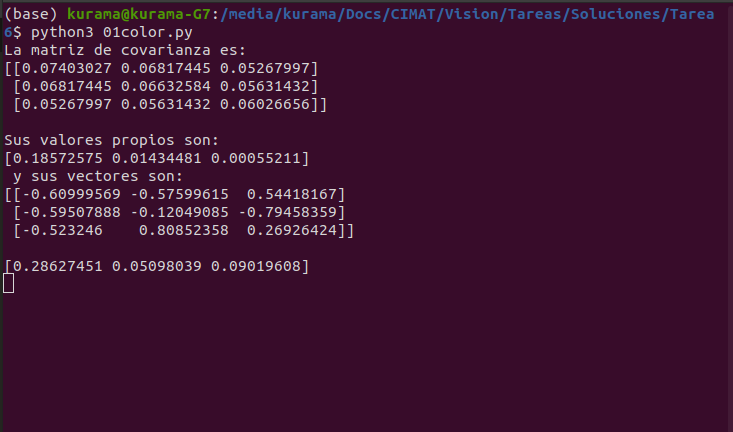 (base) kurama@kurama-G7:/media/kurama/Docs/CIMAT/Vision/Tareas/Soluciones/Tarea
6$ python3 01color.py
La matriz de covarianza es:
[[0.07403027 0.06817445 0.05267997]
 [0.06817445 0.06632584 0.05631432]
 [0.05267997 0.05631432 0.06026656]]

Sus valores propios son:
[0.18572575 0.01434481 0.00055211]
 y sus vectores son:
[[-0.60999569 -0.57599615  0.54418167]
 [-0.59507888 -0.12049085 -0.79458359]
 [-0.523246    0.80852358  0.26926424]]

[0.28627451 0.05098039 0.09019608]